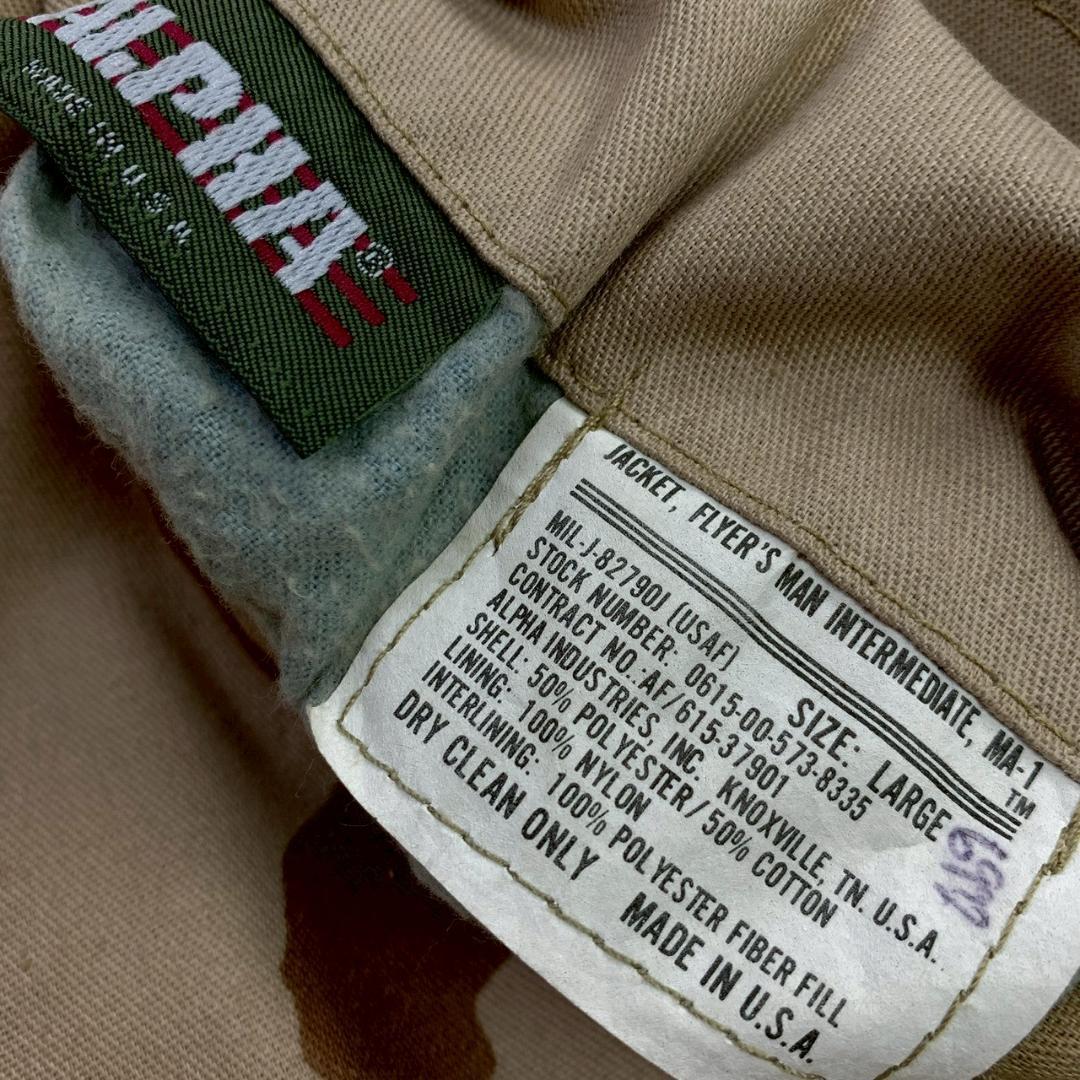 ALPHA®
MADE IN U S A
JACKET, FLYER'S MAN INTERMEDIATE, MA-1
TM
SIZE: LARGE
MIL-J-82790J (USAF)
STOCK NUMBER: 0615-00-573-8335
CONTRACT NO.: AF/615-37901
ALPHA INDUSTRIES, INC. KNOXVILLE, TN. U.S.A.
SHELL: 50% POLYESTER/50% COTTON
LINING: 100% NYLON
INTERLINING: 100% POLYESTER FIBER FILL
DRY CLEAN ONLY
MADE IN U.S.A.